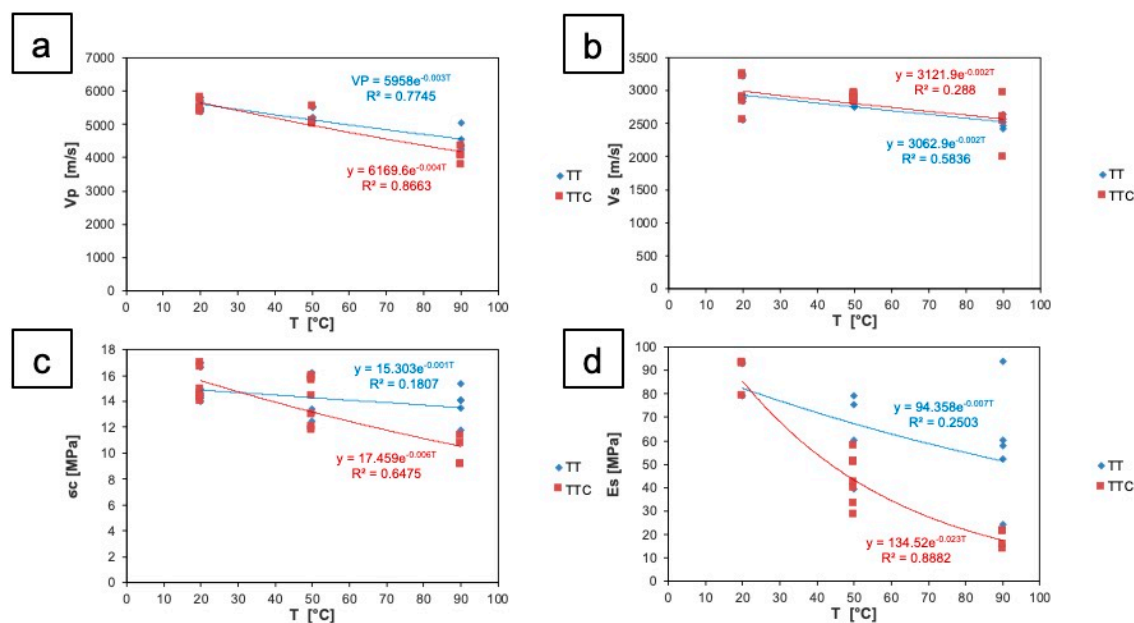 a
7000
6000
5000
4000
3000
2000
1000
0
Vp [m/s]
VP = 5958e-0.003T
R² = 0.7745
y = 6169.6e-0.004T
R² = 0.8663
0 10 20 30 40 50 60 70 80 90 100
T [°C]
TT
TTC
b
3500
3000
2500
2000
1500
1000
500
0
Vs [m/s]
y = 3121.9e-0.002T
R² = 0.288
y = 3062.9e-0.002T
R² = 0.5836
0 10 20 30 40 50 60 70 80 90 100
T [°C]
TT
TTC
c
18
16
14
12
10
8
6
4
2
0
ϭc [MPa]
y = 15.303e-0.001T
R² = 0.1807
y = 17.459e-0.006T
R² = 0.6475
0 10 20 30 40 50 60 70 80 90 100
T [°C]
TT
TTC
d
100
90
80
70
60
50
40
30
20
10
0
Es [MPa]
y = 94.358e-0.007T
R² = 0.2503
y = 134.52e-0.023T
R² = 0.8882
0 10 20 30 40 50 60 70 80 90 100
T [°C]
TT
TTC